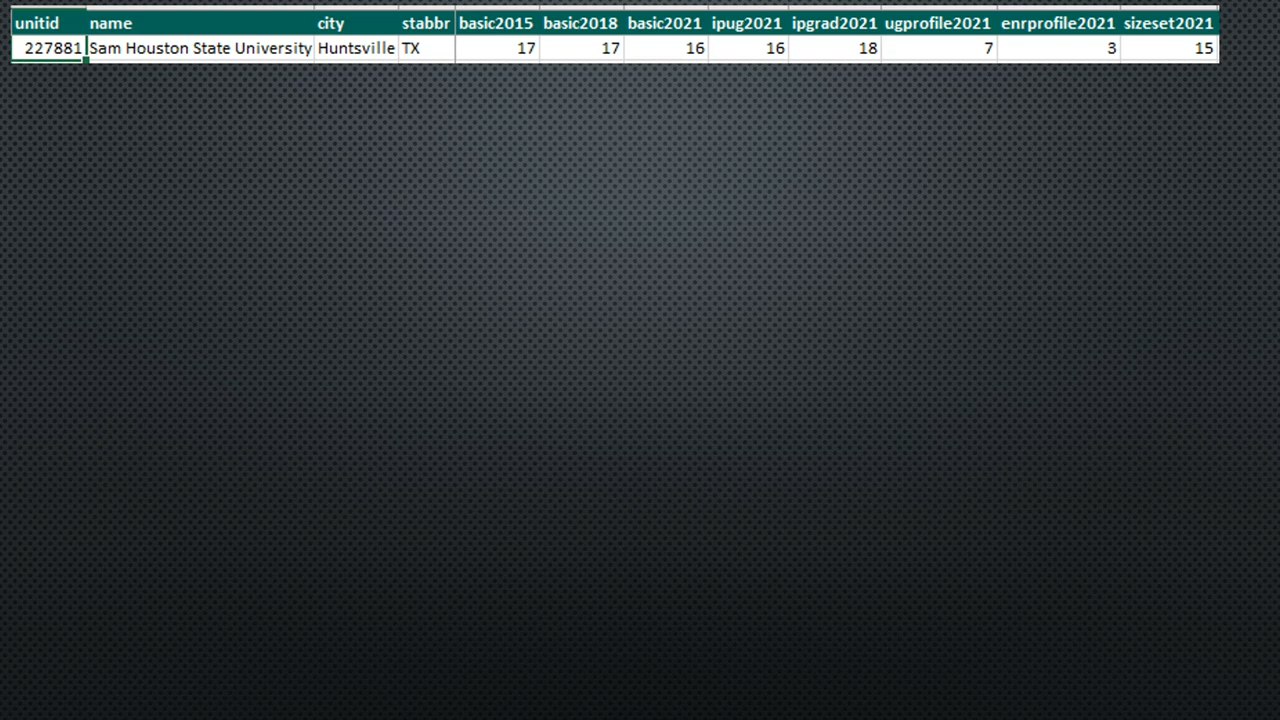 unitid name city stabbr basic2015 basic2018 basic2021 ipug2021 ipgrad2021 ugprofile2021 enrprofile2021 sizeset2021
227881 Sam Houston State University Huntsville TX 17 17 16 16 18 7 3 15